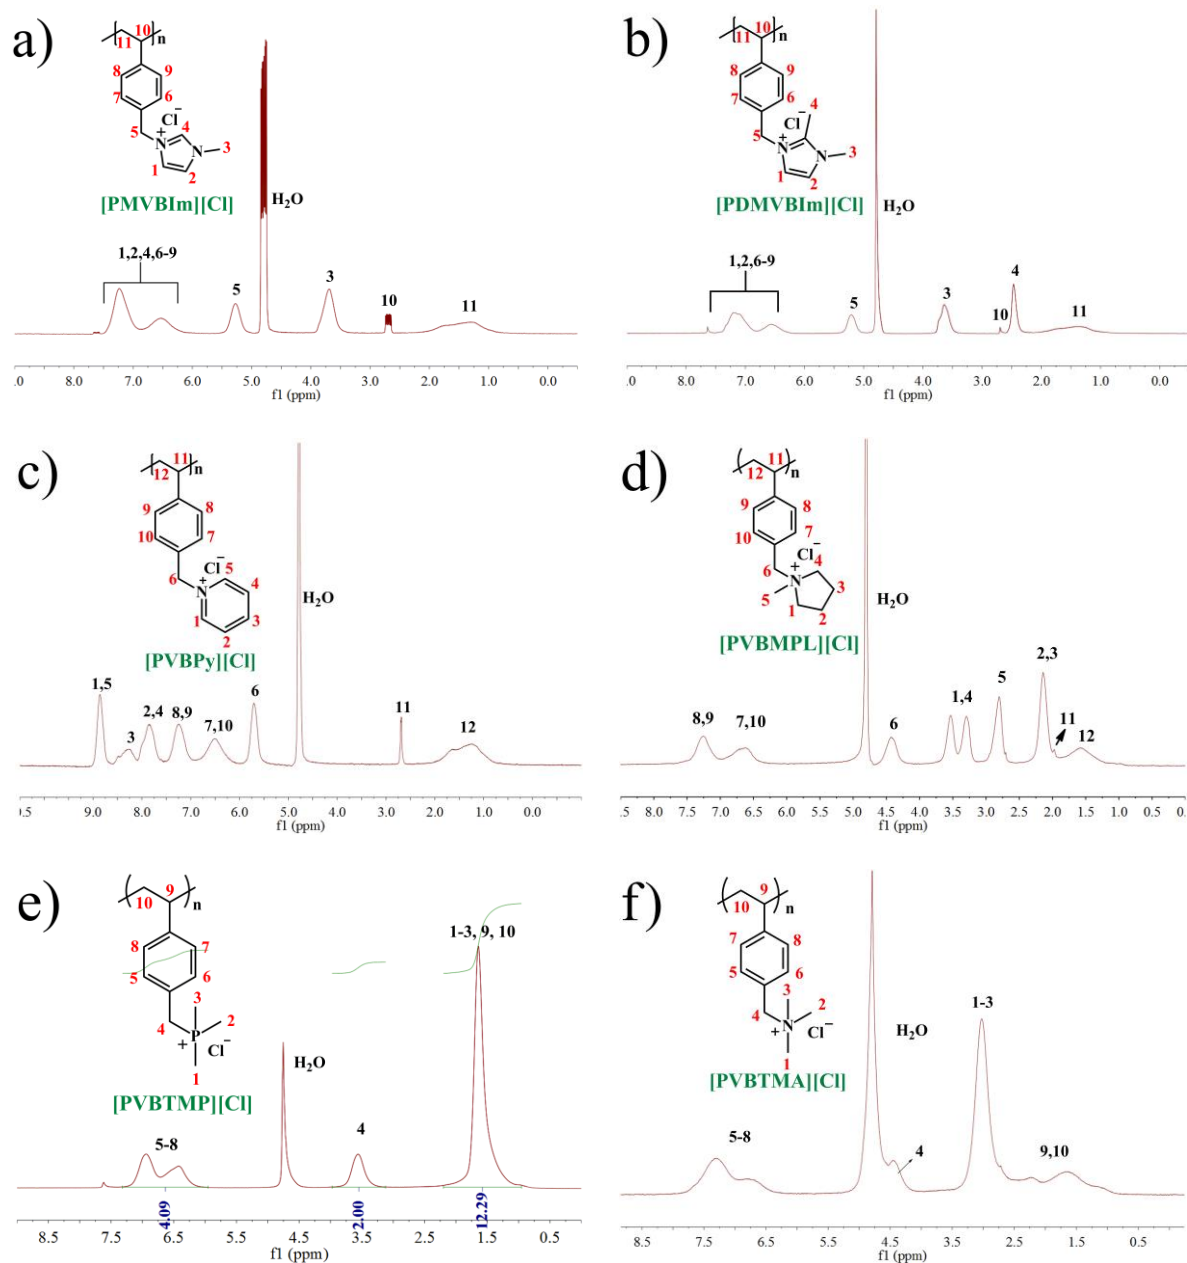 a)
10
11
n
8
9
7
6
Cl−
5
4
+
N
N
3
1
2
[PMVBIm][Cl]
H2O
1,2,4,6-9
5
3
10
11
.0 8.0 7.0 6.0 5.0 4.0 3.0 2.0 1.0 0.0
f1 (ppm)
b)
10
11
n
8
9
7
6
4
Cl−
5
+
N
N
3
1
2
[PDMVBIm][Cl]
H2O
1,2,6-9
5
3
10
4
11
.0 8.0 7.0 6.0 5.0 4.0 3.0 2.0 1.0 0.0
f1 (ppm)
c)
11
12
n
9
8
10
7
Cl−
5
6
+
N
4
1
3
2
[PVBPy][Cl]
H2O
1,5
3
2,4
8,9
7,10
6
11
12
.5 9.0 8.0 7.0 6.0 5.0 4.0 3.0 2.0 1.0 0.0
f1 (ppm)
d)
11
12
n
9
8
10
7
Cl−
4
6
+
N
3
5
1
2
[PVBMPL][Cl]
H2O
8,9
7,10
6
1,4
5
2,3
11
12
.5 8.0 7.5 7.0 6.5 6.0 5.5 5.0 4.5 4.0 3.5 3.0 2.5 2.0 1.5 1.0 0.5 0.
f1 (ppm)
e)
9
10
n
8
7
5
6
3
4
P
2
+
Cl−
1
[PVBTMP][Cl]
H2O
5-8
4
1-3, 9, 10
4.09
2.00
12.29
8.5 7.5 6.5 5.5 4.5 3.5 2.5 1.5 0.5
f1 (ppm)
f)
9
10
n
7
8
5
6
3
4
N
2
+
Cl−
1
[PVBTMA][Cl]
H2O
5-8
4
1-3
9,10
8.5 7.5 6.5 5.5 4.5 3.5 2.5 1.5 0.5
f1 (ppm)